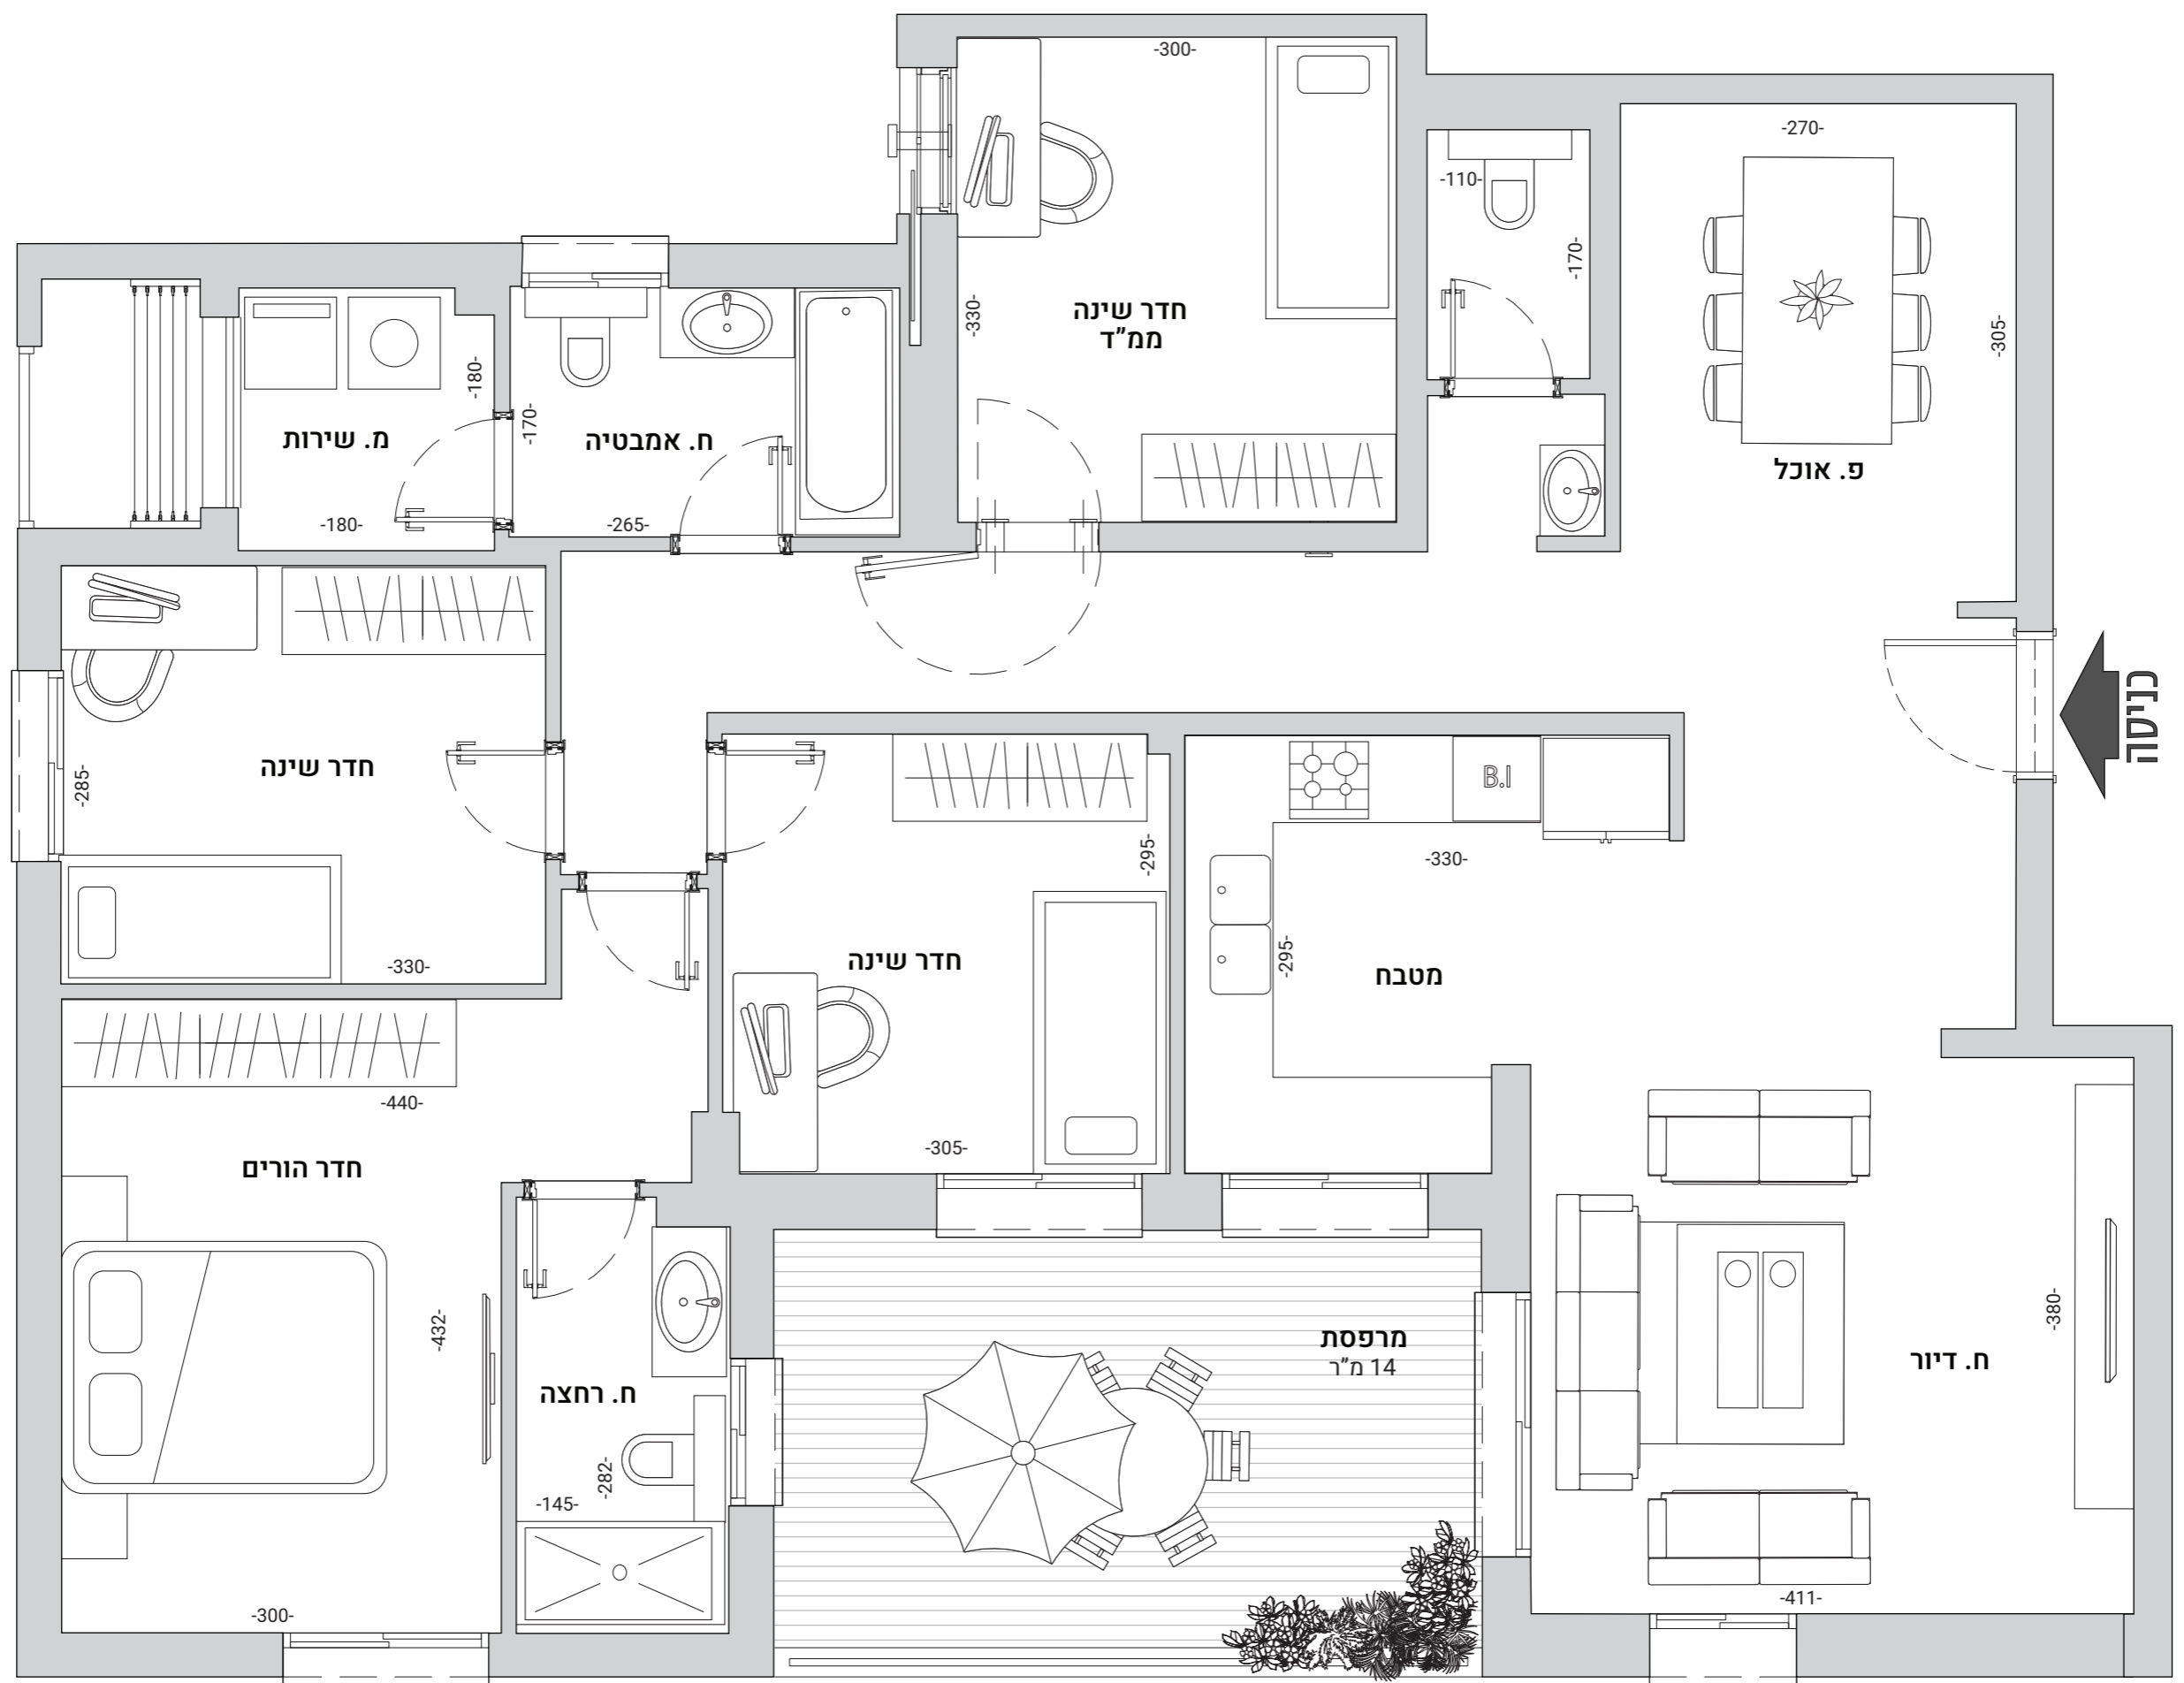 -300-
-270-
-110-
-170-
-330-
חדר שינה
ממ"ד
-305-
פ. אוכל
-180-
מ. שירות
-180-
-170-
ח. אמבטיה
-265-
כניסה
חדר שינה
-285-
-330-
B.I
-330-
-295-
מטבח
-295-
חדר שינה
-305-
-440-
חדר הורים
-432-
-300-
ח. רחצה
-282-
-145-
מרפסת
14 מ"ר
ח. דיור
-380-
-411-